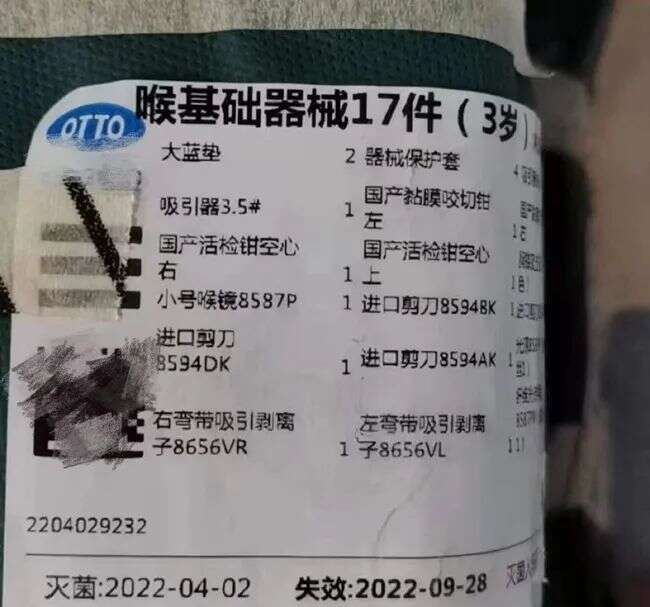 OTTO
喉基础器械17件（3岁）
大蓝垫 2 器械保护套 4
吸引器3.5# 1 国产黏膜咬切钳
左 1 右
国产活检钳空心
右 1 国产活检钳空心
上
小号喉镜8587P 1 进口剪刀8594BK
进口剪刀
8594DK 1 进口剪刀8594AK
右弯带吸引剥离
子8656VR 1 左弯带吸引剥离
子8656VL
2204029232
灭菌:2022-04-02 失效:2022-09-28 灭菌